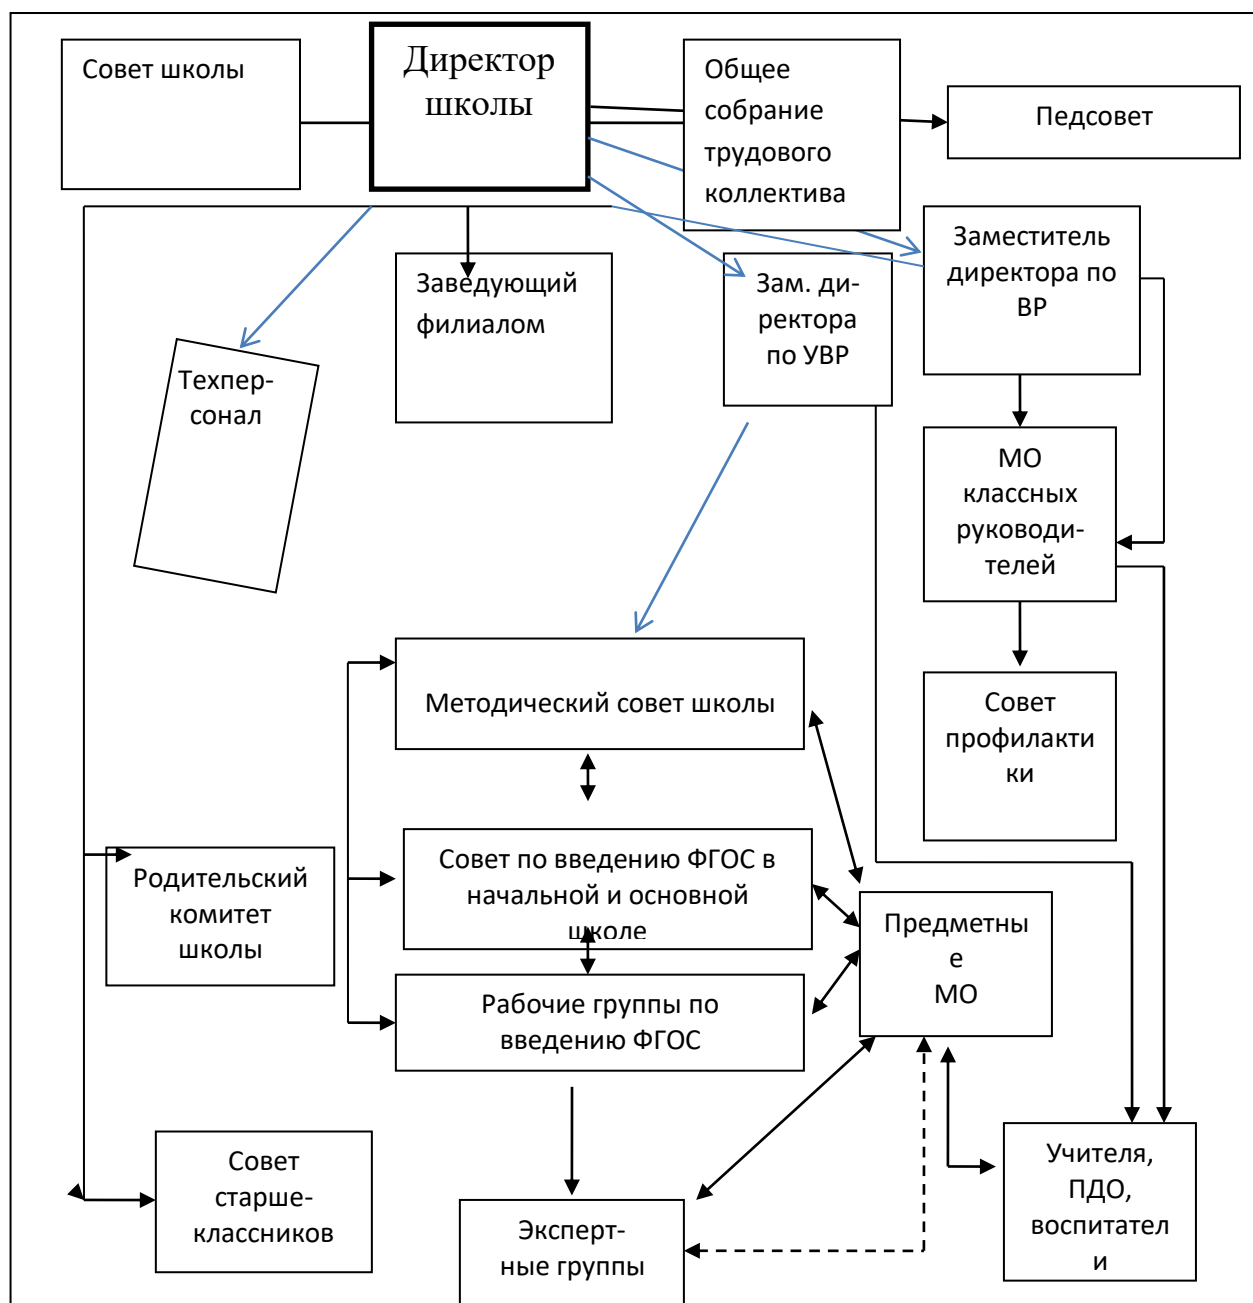 Совет школы
Директор
школы
Общее
собрание
трудового
коллектива
Педсовет
Заместитель
директора по
ВР
Заведующий
филиалом
Зам. ди-
ректора
по УВР
Техпер-
сонал
МО
классных
руководи-
телей
Методический совет школы
Совет
профилакти
ки
Родительский
комитет
школы
Совет по введению ФГОС в
начальной и основной
школе
Предметны
е
МО
Рабочие группы по
введению ФГОС
Совет
старше-
классников
Эксперт-
ные группы
Учителя,
ПДО,
воспитател
и